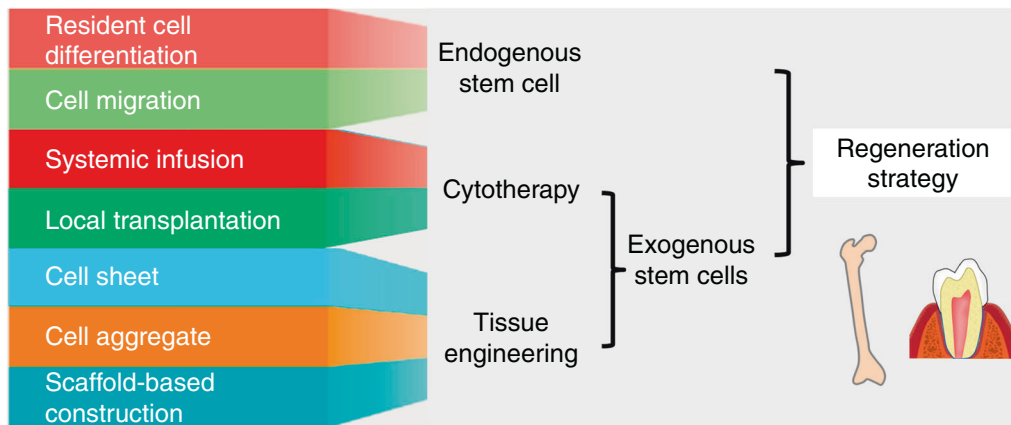 Resident cell
differentiation
Cell migration
Systemic infusion
Local transplantation
Cell sheet
Cell aggregate
Scaffold-based
construction
Endogenous
stem cell
Cytotherapy
Tissue
engineering
Exogenous
stem cells
Regeneration
strategy